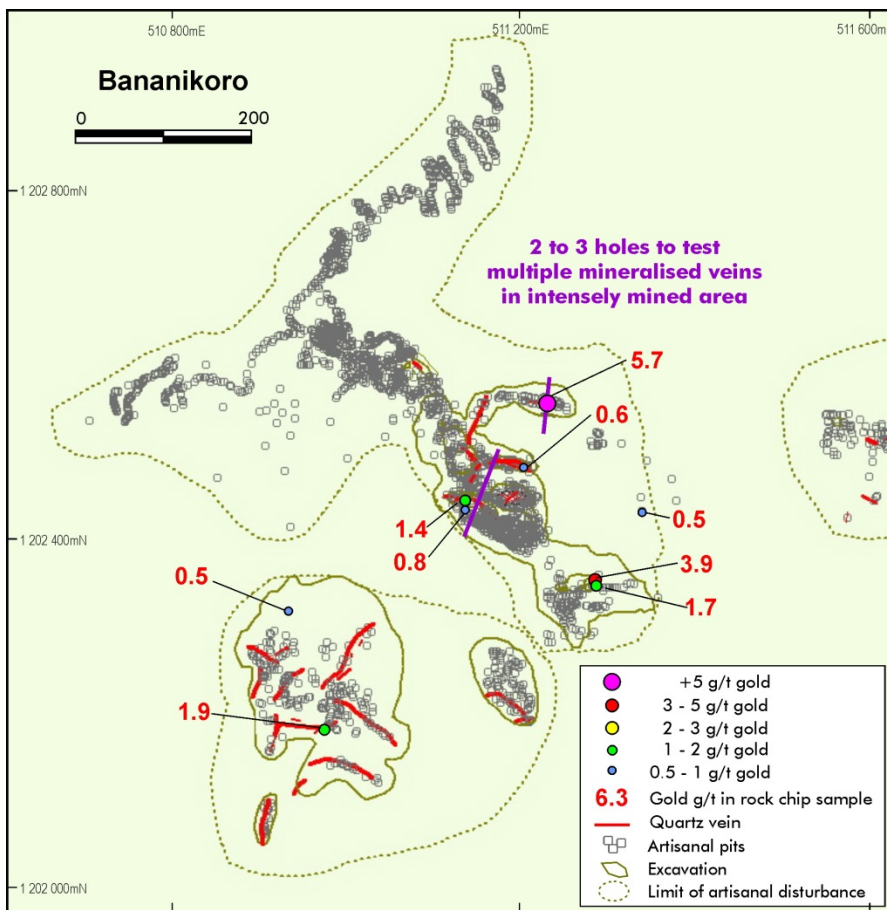 510 800mE
511 200mE
511 600m
Bananikoro
0
200
1 202 800mN
2 to 3 holes to test
multiple mineralised veins
in intensely mined area
5.7
0.6
1.4
0.8
0.5
1 202 400mN
3.9
0.5
1.7
1.9
+5 g/t gold
3 - 5 g/t gold
2 - 3 g/t gold
1 - 2 g/t gold
0.5 - 1 g/t gold
6.3 Gold g/t in rock chip sample
Quartz vein
Artisanal pits
Excavation
Limit of artisanal disturbance
1 202 000mN